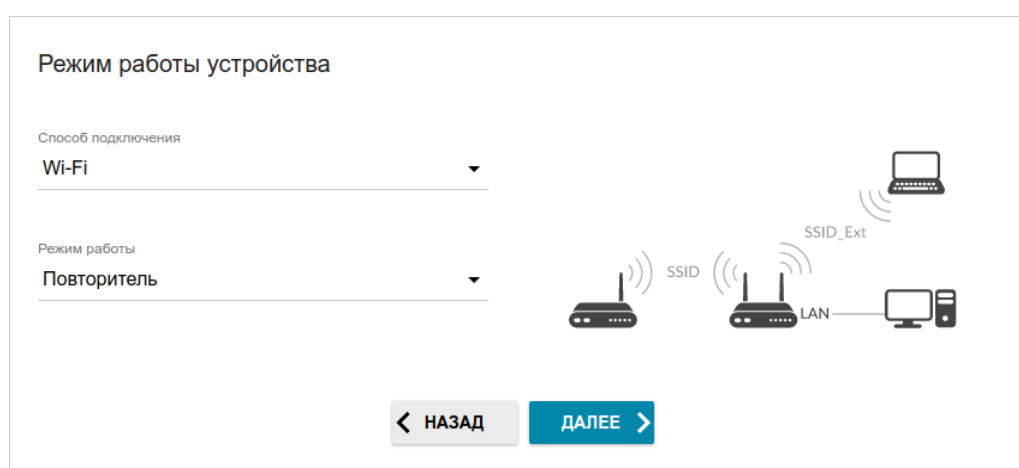 Режим работы устройства
Способ подключения
Wi-Fi
Режим работы
Повторитель
SSID
SSID_Ext
LAN
НАЗАД
ДАЛЕЕ